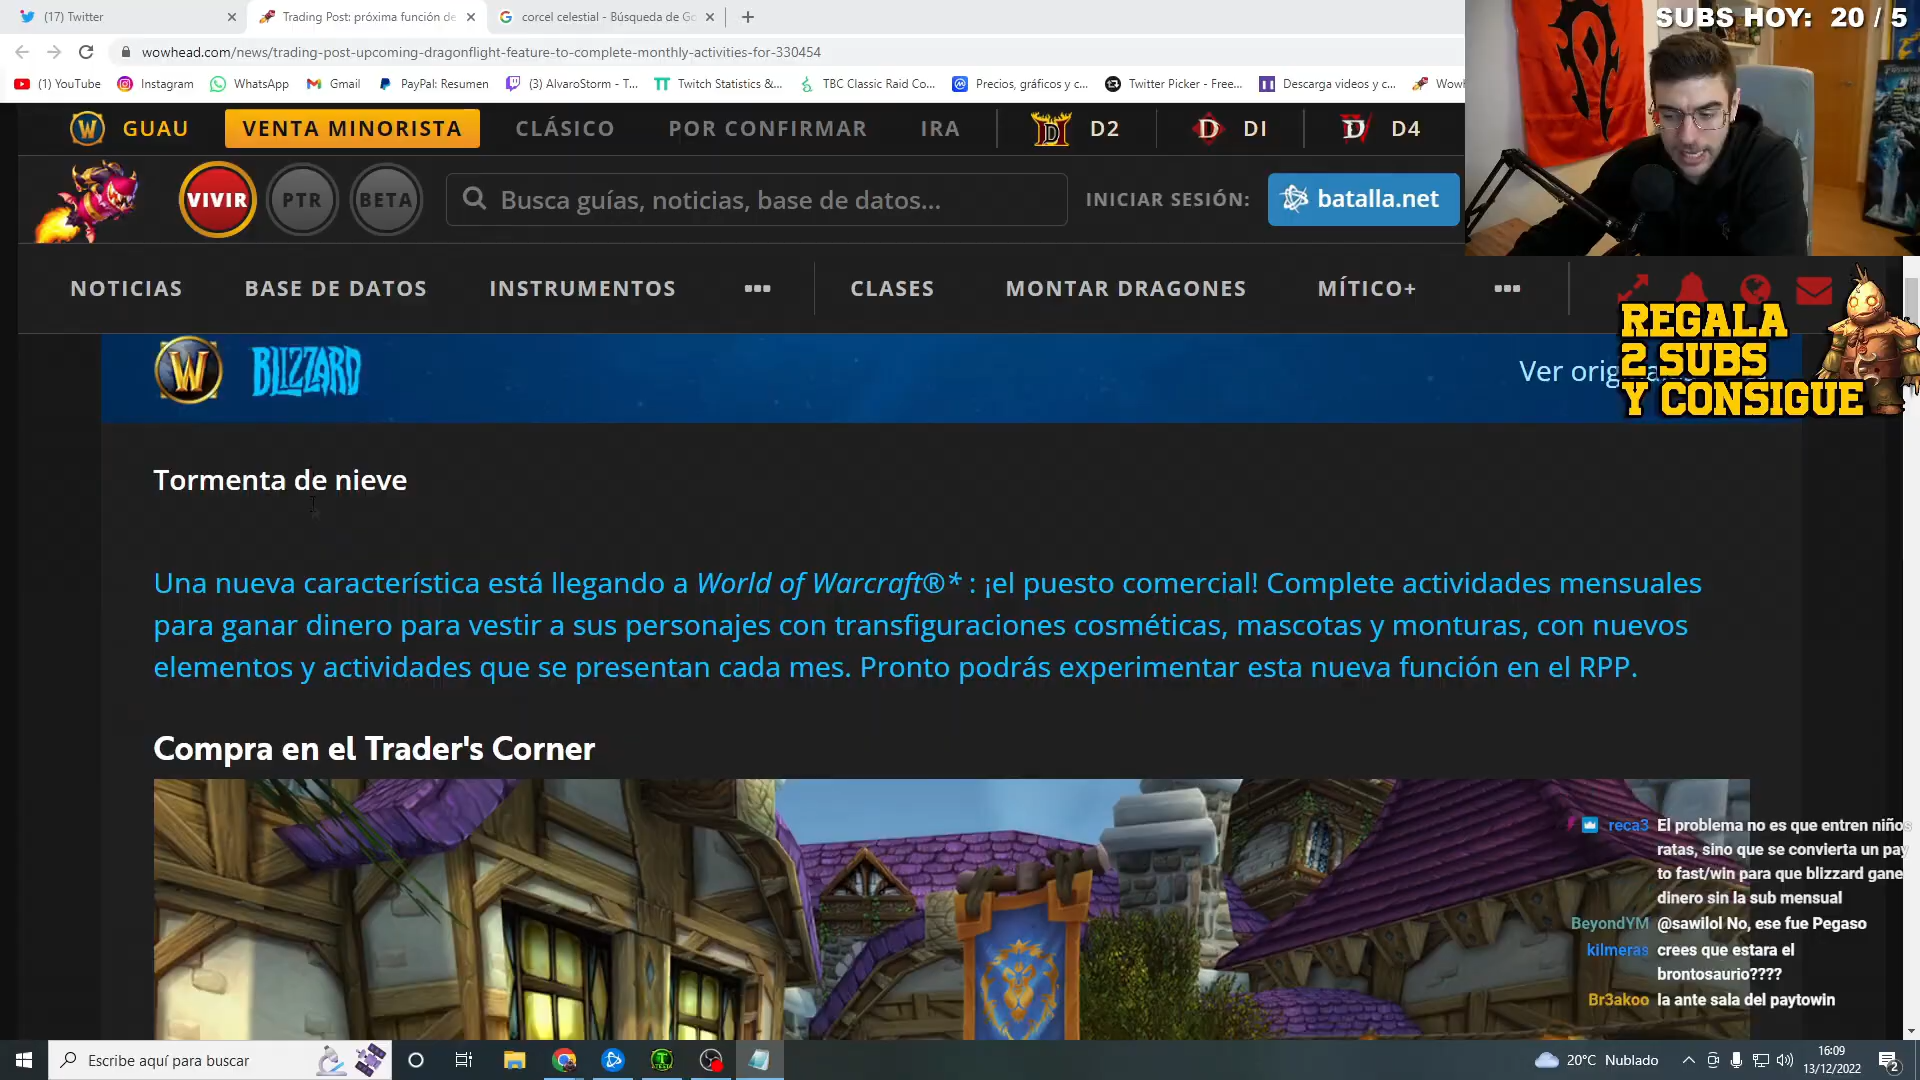 (17) Twitter
Trading Post: próxima función de
corcel celestial - Búsqueda de Go
SUBS HOY: 20 / 5
wowhead.com/news/trading-post-upcoming-dragonflight-feature-to-complete-monthly-activities-for-330454
(1) YouTube
Instagram
WhatsApp
Gmail
PayPal: Resumen
(3) AlvaroStorm - T...
Twitch Statistics &...
TBC Classic Raid Co...
Precios, gráficos y c...
Twitter Picker - Free...
Descarga videos y c...
Wowh
GUAU
VENTA MINORISTA
CLÁSICO
POR CONFIRMAR
IRA
D2
DI
D4
VIVIR
PTR
BETA
Busca guías, noticias, base de datos...
INICIAR SESIÓN:
batalla.net
NOTICIAS
BASE DE DATOS
INSTRUMENTOS
CLASES
MONTAR DRAGONES
MÍTICO+
REGALA
2 SUBS
Y CONSIGUE
BLIZZARD
Ver orig
Tormenta de nieve
Una nueva característica está llegando a World of Warcraft®* : ¡el puesto comercial! Complete actividades mensuales
para ganar dinero para vestir a sus personajes con transfiguraciones cosméticas, mascotas y monturas, con nuevos
elementos y actividades que se presentan cada mes. Pronto podrás experimentar esta nueva función en el RPP.
Compra en el Trader's Corner
reca3 El problema no es que entren niños
ratas, sino que se convierta un pay
to fast/win para que blizzard gane
dinero sin la sub mensual
BeyondYM @sawilol No, ese fue Pegaso
kilmeras crees que estara el
brontosaurio????
Br3akoo la ante sala del paytowin
Escribe aquí para buscar
20°C Nublado
16:09
13/12/2022
2